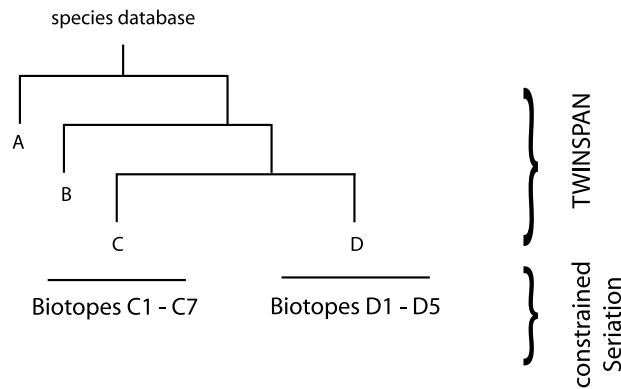 species database
A
B
C
D
TWINSPAN
Biotopes C1 - C7
Biotopes D1 - D5
constrained
Seriation